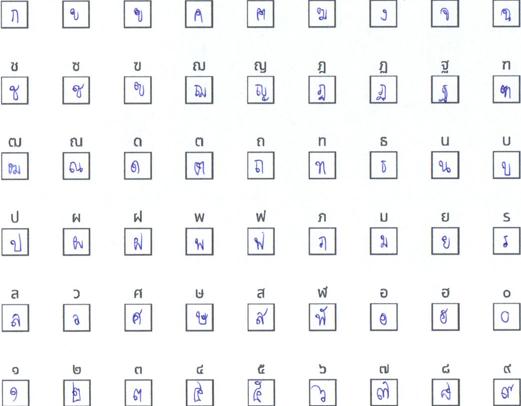 ก ข ฃ ค ฅ ฆ ง จ ฉ
ช ซ ฃ ฌ ญ ฎ ฏ ฐ ฑ
ช ซ ฃ ฌ ญ ฎ ฏ ฐ ฑ
ฒ ณ ด ต ถ ท ธ น บ
ฒ ณ ด ต ถ ท ธ น บ
ป ผ ฝ พ ฟ ภ ม ย ร
ป ผ ฝ พ ฟ ภ ม ย ร
ล ว ศ ษ ส ฬ อ ฮ ๐
ล ว ศ ษ ส ฬ อ ฮ ๐
๑ ๒ ๓ ๔ ๕ ๖ ๗ ๘ ๙
๑ ๒ ๓ ๔ ๕ ๖ ๗ ๘ ๙